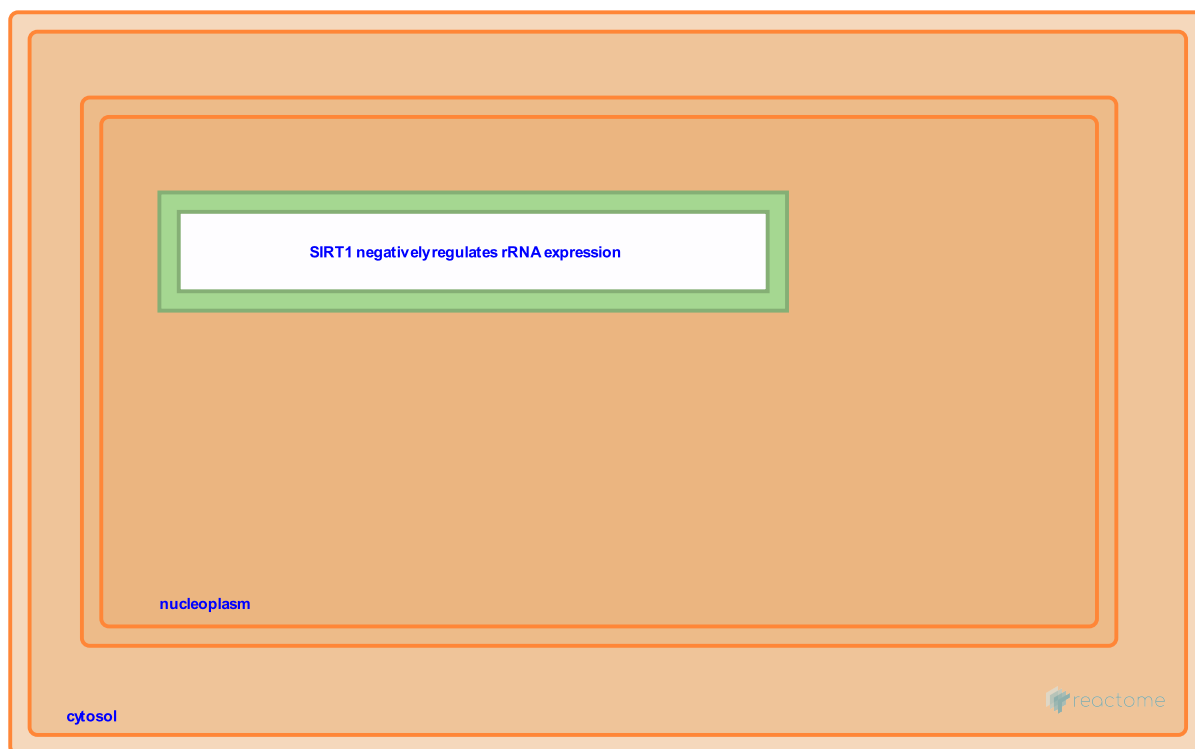 SIRT1 negatively regulates rRNA expression
nucleoplasm
cytosol
reactome